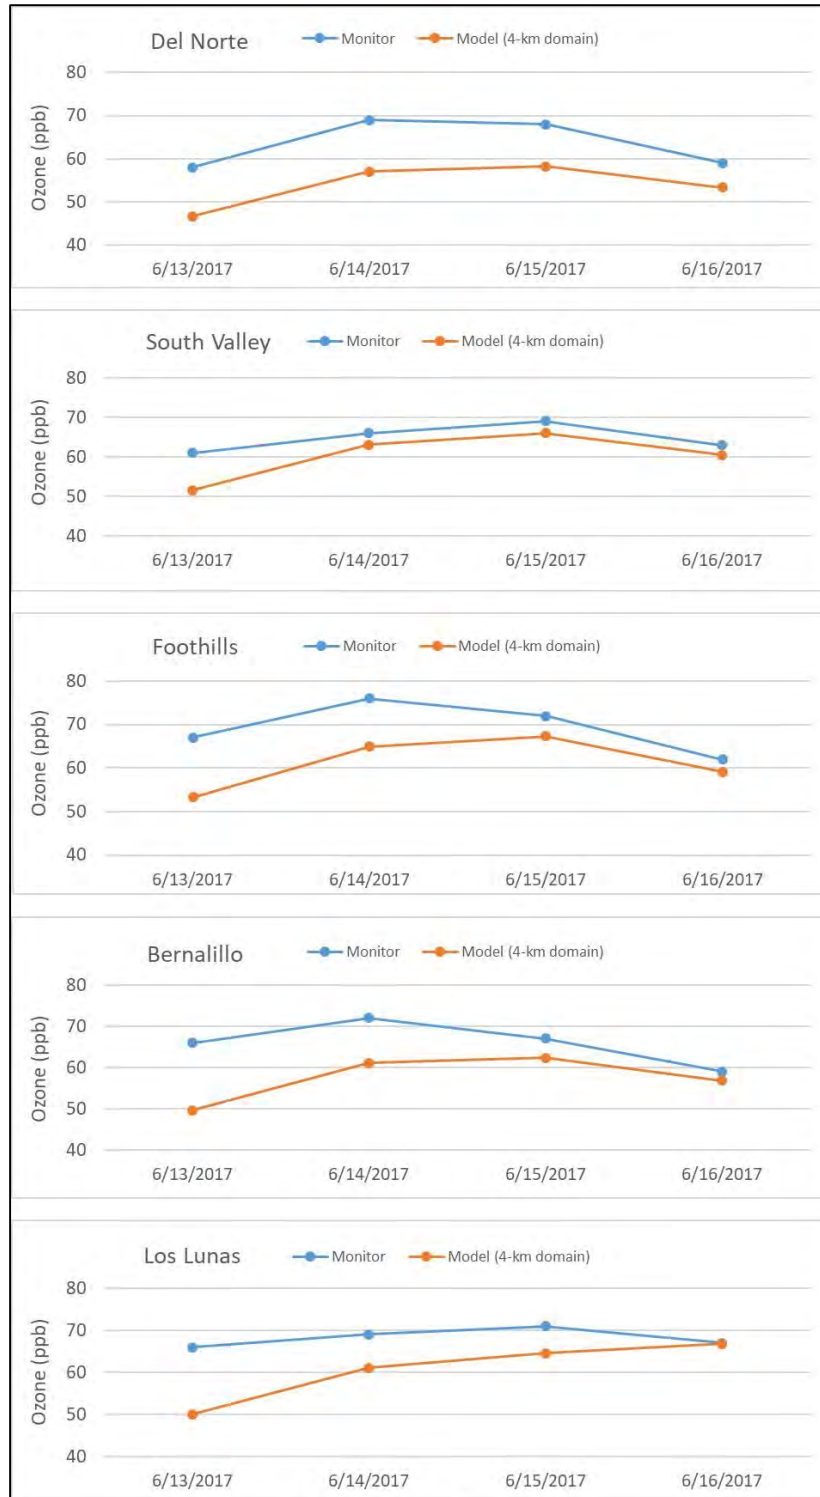 Del Norte Monitor Model (4-km domain)
80
70
60
50
40
Ozone (ppb)
6/13/2017 6/14/2017 6/15/2017 6/16/2017
South Valley Monitor Model (4-km domain)
80
70
60
50
40
Ozone (ppb)
6/13/2017 6/14/2017 6/15/2017 6/16/2017
Foothills Monitor Model (4-km domain)
80
70
60
50
40
Ozone (ppb)
6/13/2017 6/14/2017 6/15/2017 6/16/2017
Bernalillo Monitor Model (4-km domain)
80
70
60
50
40
Ozone (ppb)
6/13/2017 6/14/2017 6/15/2017 6/16/2017
Los Lunas Monitor Model (4-km domain)
80
70
60
50
40
Ozone (ppb)
6/13/2017 6/14/2017 6/15/2017 6/16/2017